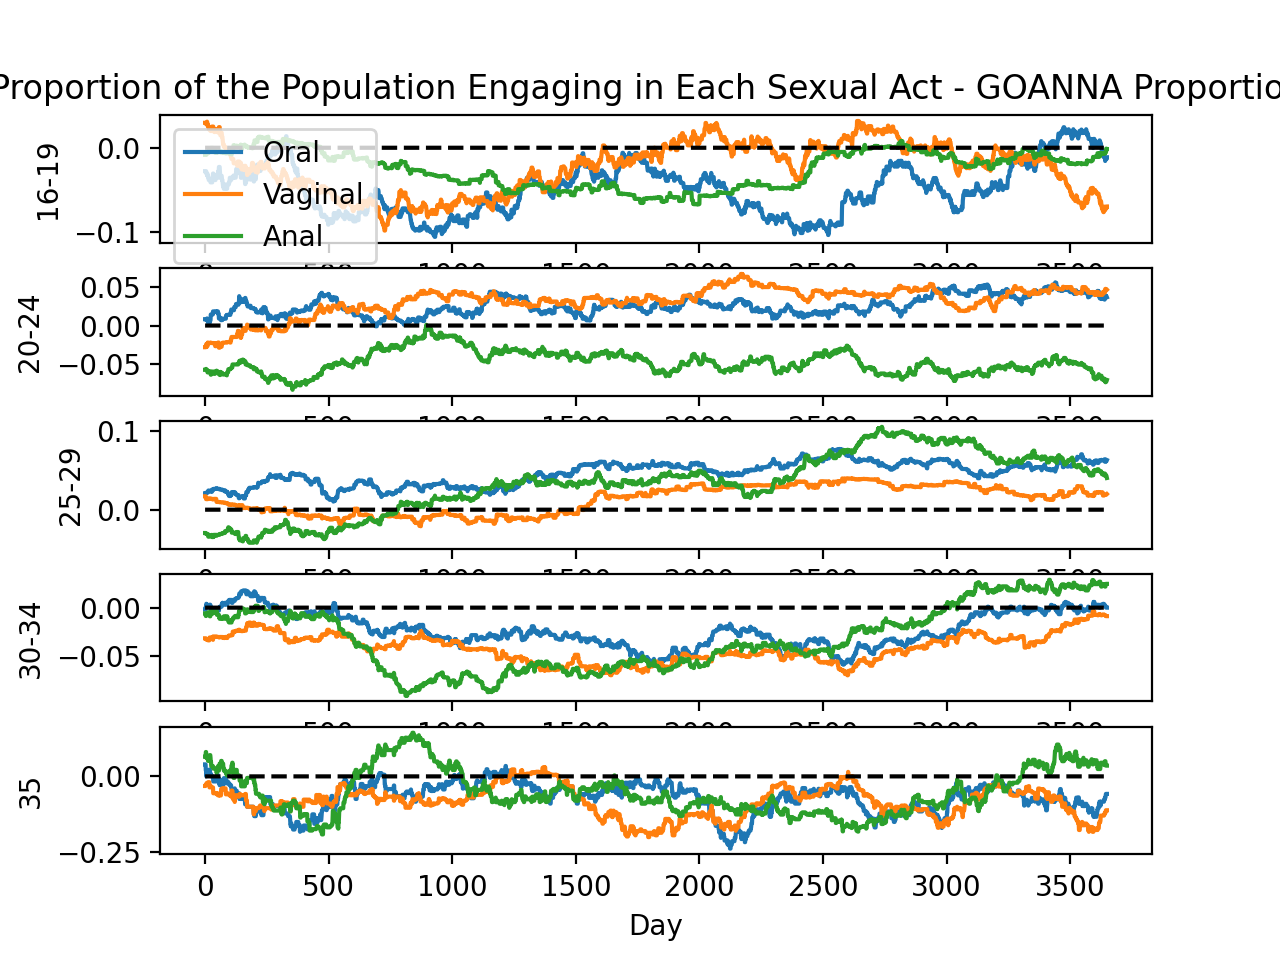 Proportion of the Population Engaging in Each Sexual Act - GOANNA Proportio
16-19
0.0
−0.1
Oral
Vaginal
Anal
20-24
0.05
0.00
−0.05
25-29
0.1
0.0
30-34
0.00
−0.05
35
0.00
−0.25
0 500 1000 1500 2000 2500 3000 3500
Day